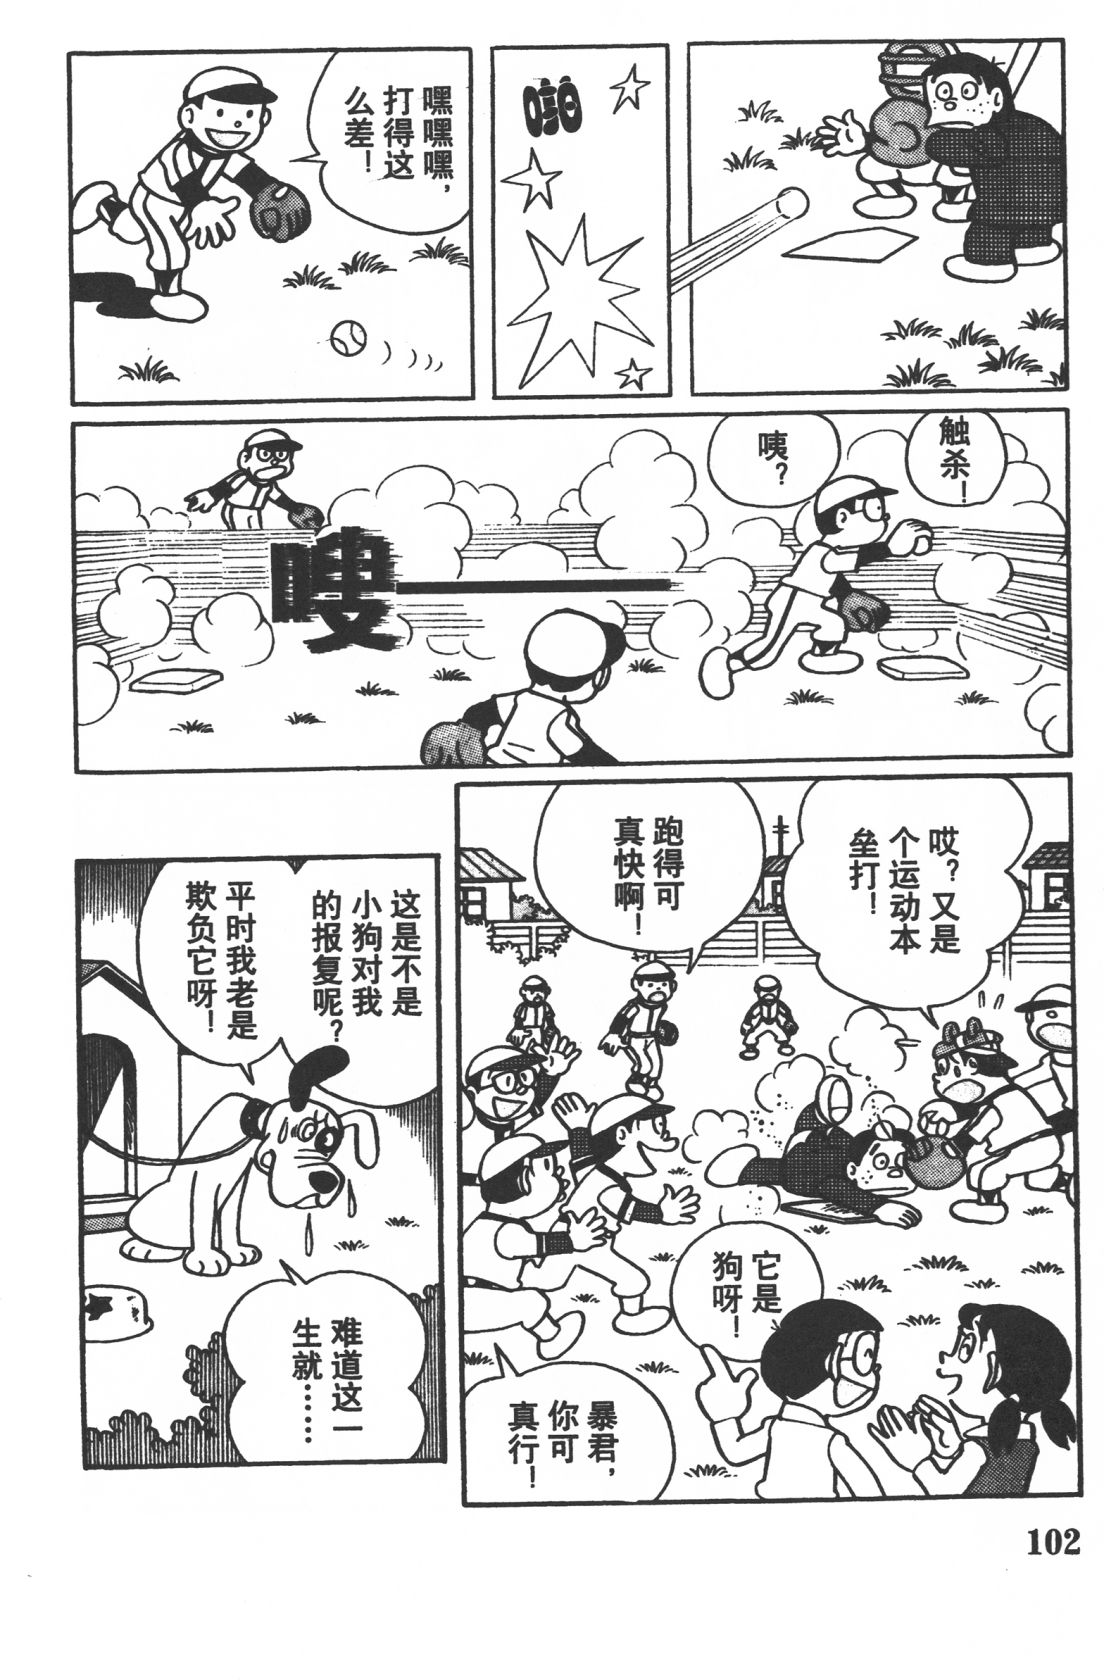 啪
嘿嘿嘿，
打得这
么差！
触
杀！
咦？
嗖
哎？又是
个运动本
垒打！
跑得可
真快啊！
它是
狗呀！
暴君，
你可
真行！
这是不是
小狗对我
的报复呢？
平时我老是
欺负它呀！
难道这一
生就……
102